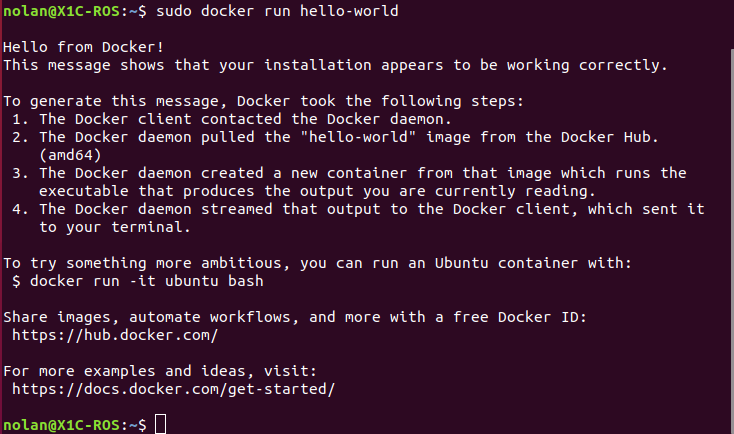 nolan@X1C-ROS:~$ sudo docker run hello-world
Hello from Docker!
This message shows that your installation appears to be working correctly.
To generate this message, Docker took the following steps:
1. The Docker client contacted the Docker daemon.
2. The Docker daemon pulled the "hello-world" image from the Docker Hub.
(amd64)
3. The Docker daemon created a new container from that image which runs the
executable that produces the output you are currently reading.
4. The Docker daemon streamed that output to the Docker client, which sent it
to your terminal.
To try something more ambitious, you can run an Ubuntu container with:
$ docker run -it ubuntu bash
Share images, automate workflows, and more with a free Docker ID:
https://hub.docker.com/
For more examples and ideas, visit:
https://docs.docker.com/get-started/
nolan@X1C-ROS:~$